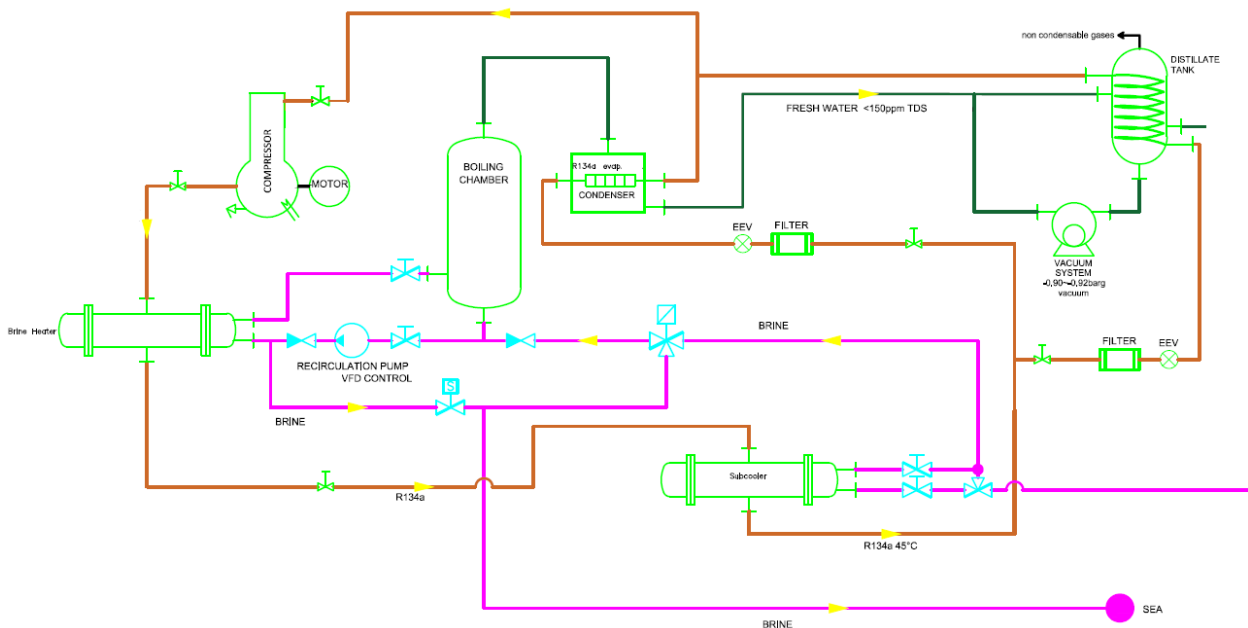 non condensable gases
DISTILLATE
TANK
FRESH WATER <150ppm TDS
COMPRESSOR
MOTOR
BOILING
CHAMBER
R134a evap.
CONDENSER
EEV
FILTER
VACUUM
SYSTEM
-0,90~-0,92barg
vacuum
Brine Heater
BRINE
RECIRCULATION PUMP
VFD CONTROL
FILTER
EEV
S
BRINE
Subcooler
R134a
R134a 45°C
SEA
BRINE